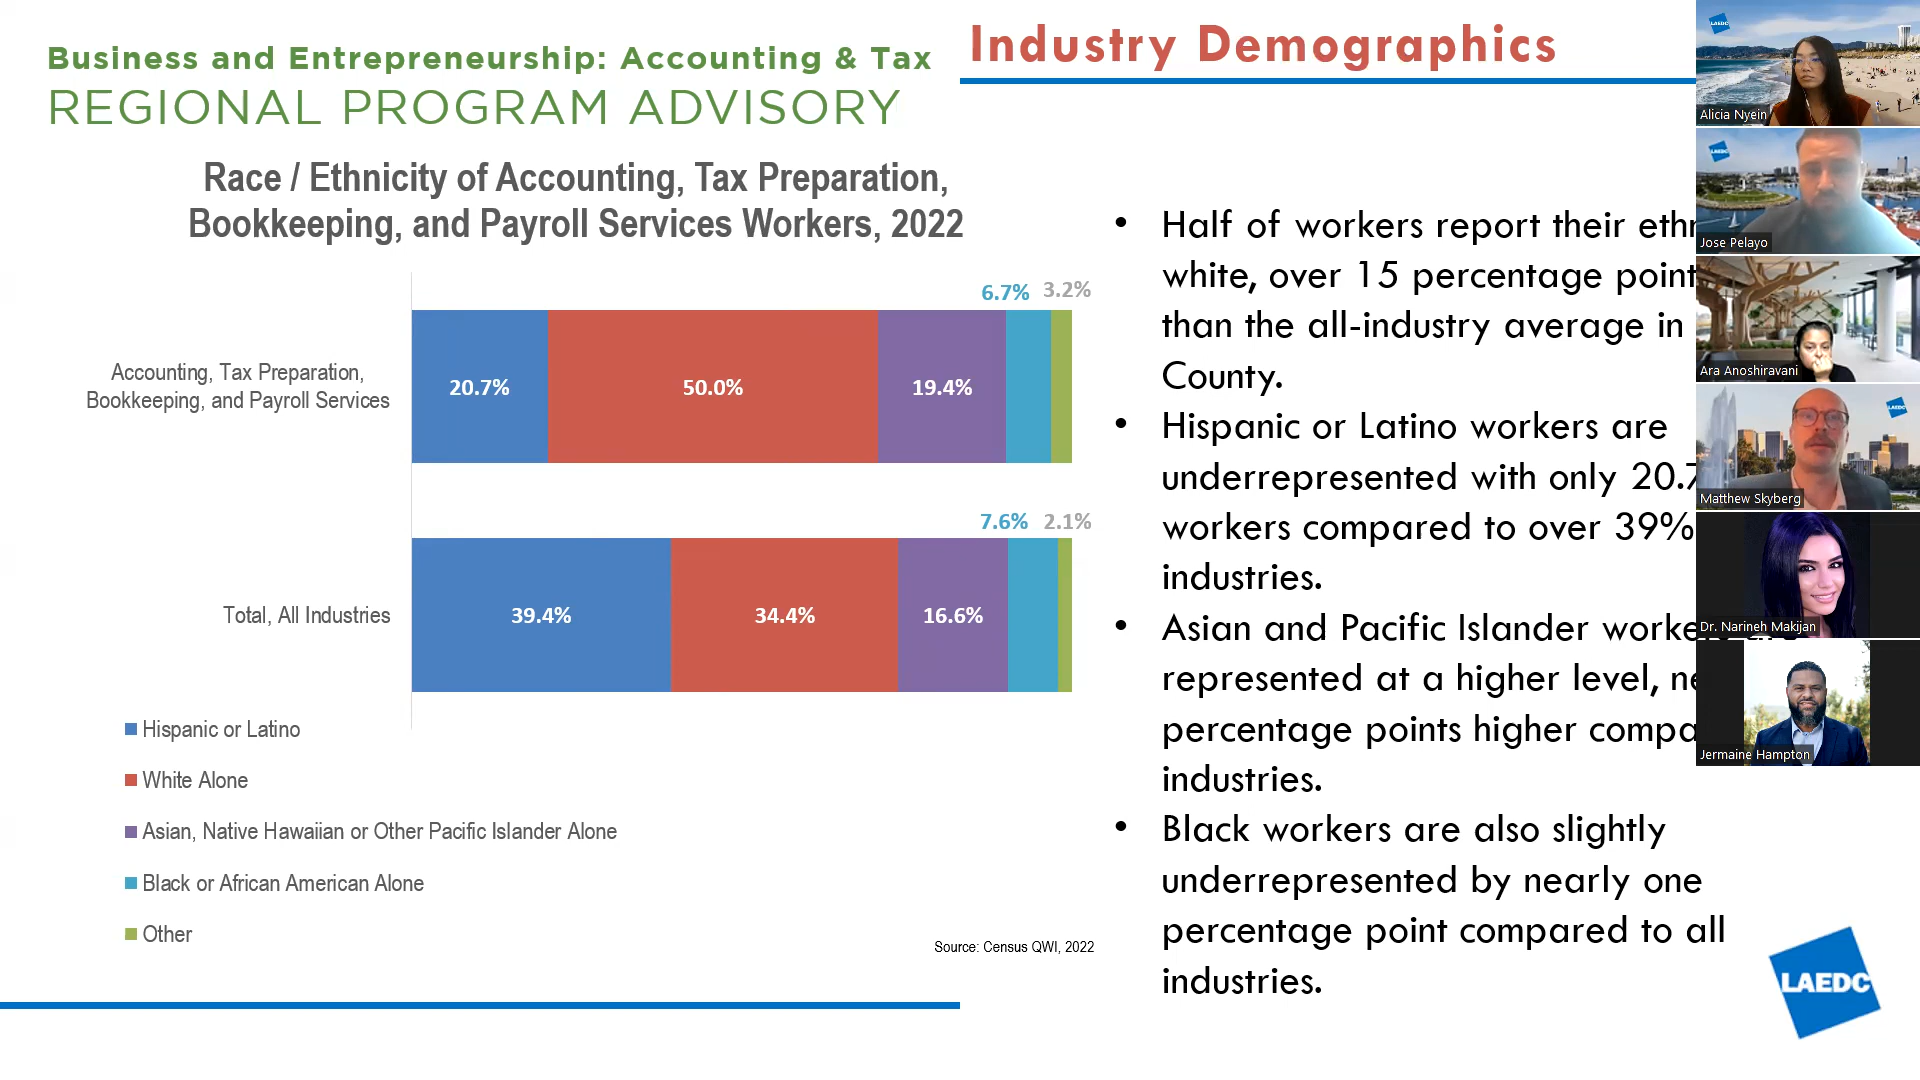 Business and Entrepreneurship: Accounting & Tax
REGIONAL PROGRAM ADVISORY
Industry Demographics
Race / Ethnicity of Accounting, Tax Preparation,
Bookkeeping, and Payroll Services Workers, 2022
6.7% 3.2%
Accounting, Tax Preparation,
Bookkeeping, and Payroll Services
20.7% 50.0% 19.4%
7.6% 2.1%
Total, All Industries
39.4% 34.4% 16.6%
Hispanic or Latino
White Alone
Asian, Native Hawaiian or Other Pacific Islander Alone
Black or African American Alone
Other
Source: Census QWI, 2022
• Half of workers report their
white, over 15 percentage
than the all-industry average in
County.
• Hispanic or Latino workers are
underrepresented with only
workers compared to over 39%
industries.
• Asian and Pacific Islander
represented at a higher level,
percentage points higher
industries.
• Black workers are also slightly
underrepresented by nearly one
percentage point compared to all
industries.
Alicia Nyein
Jose Pelayo
Ara Anoshiravani
LAEDC
Matthew Skyberg
Dr. Narineh Makijan
Jermaine Hampton
LAEDC